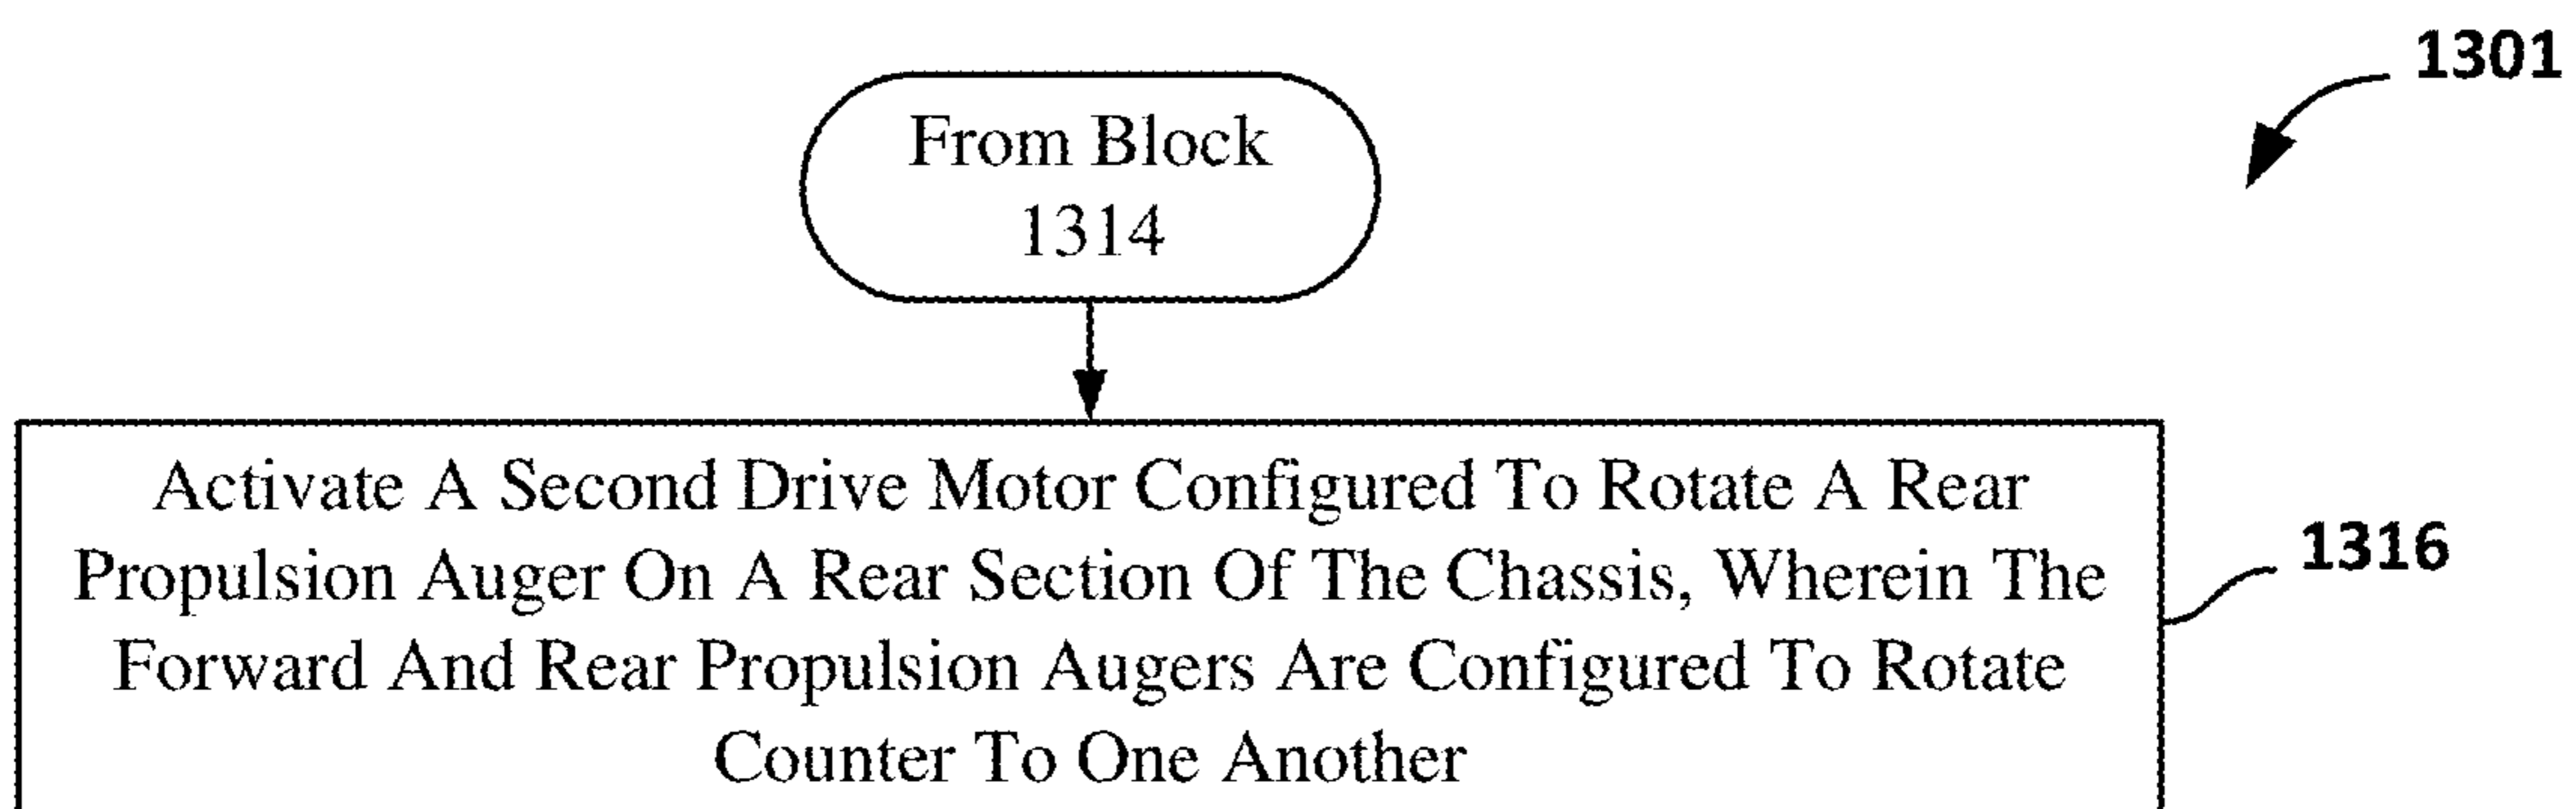 1301
From Block
1314
Activate A Second Drive Motor Configured To Rotate A Rear
Propulsion Auger On A Rear Section Of The Chassis, Wherein The
Forward And Rear Propulsion Augers Are Configured To Rotate
Counter To One Another
1316